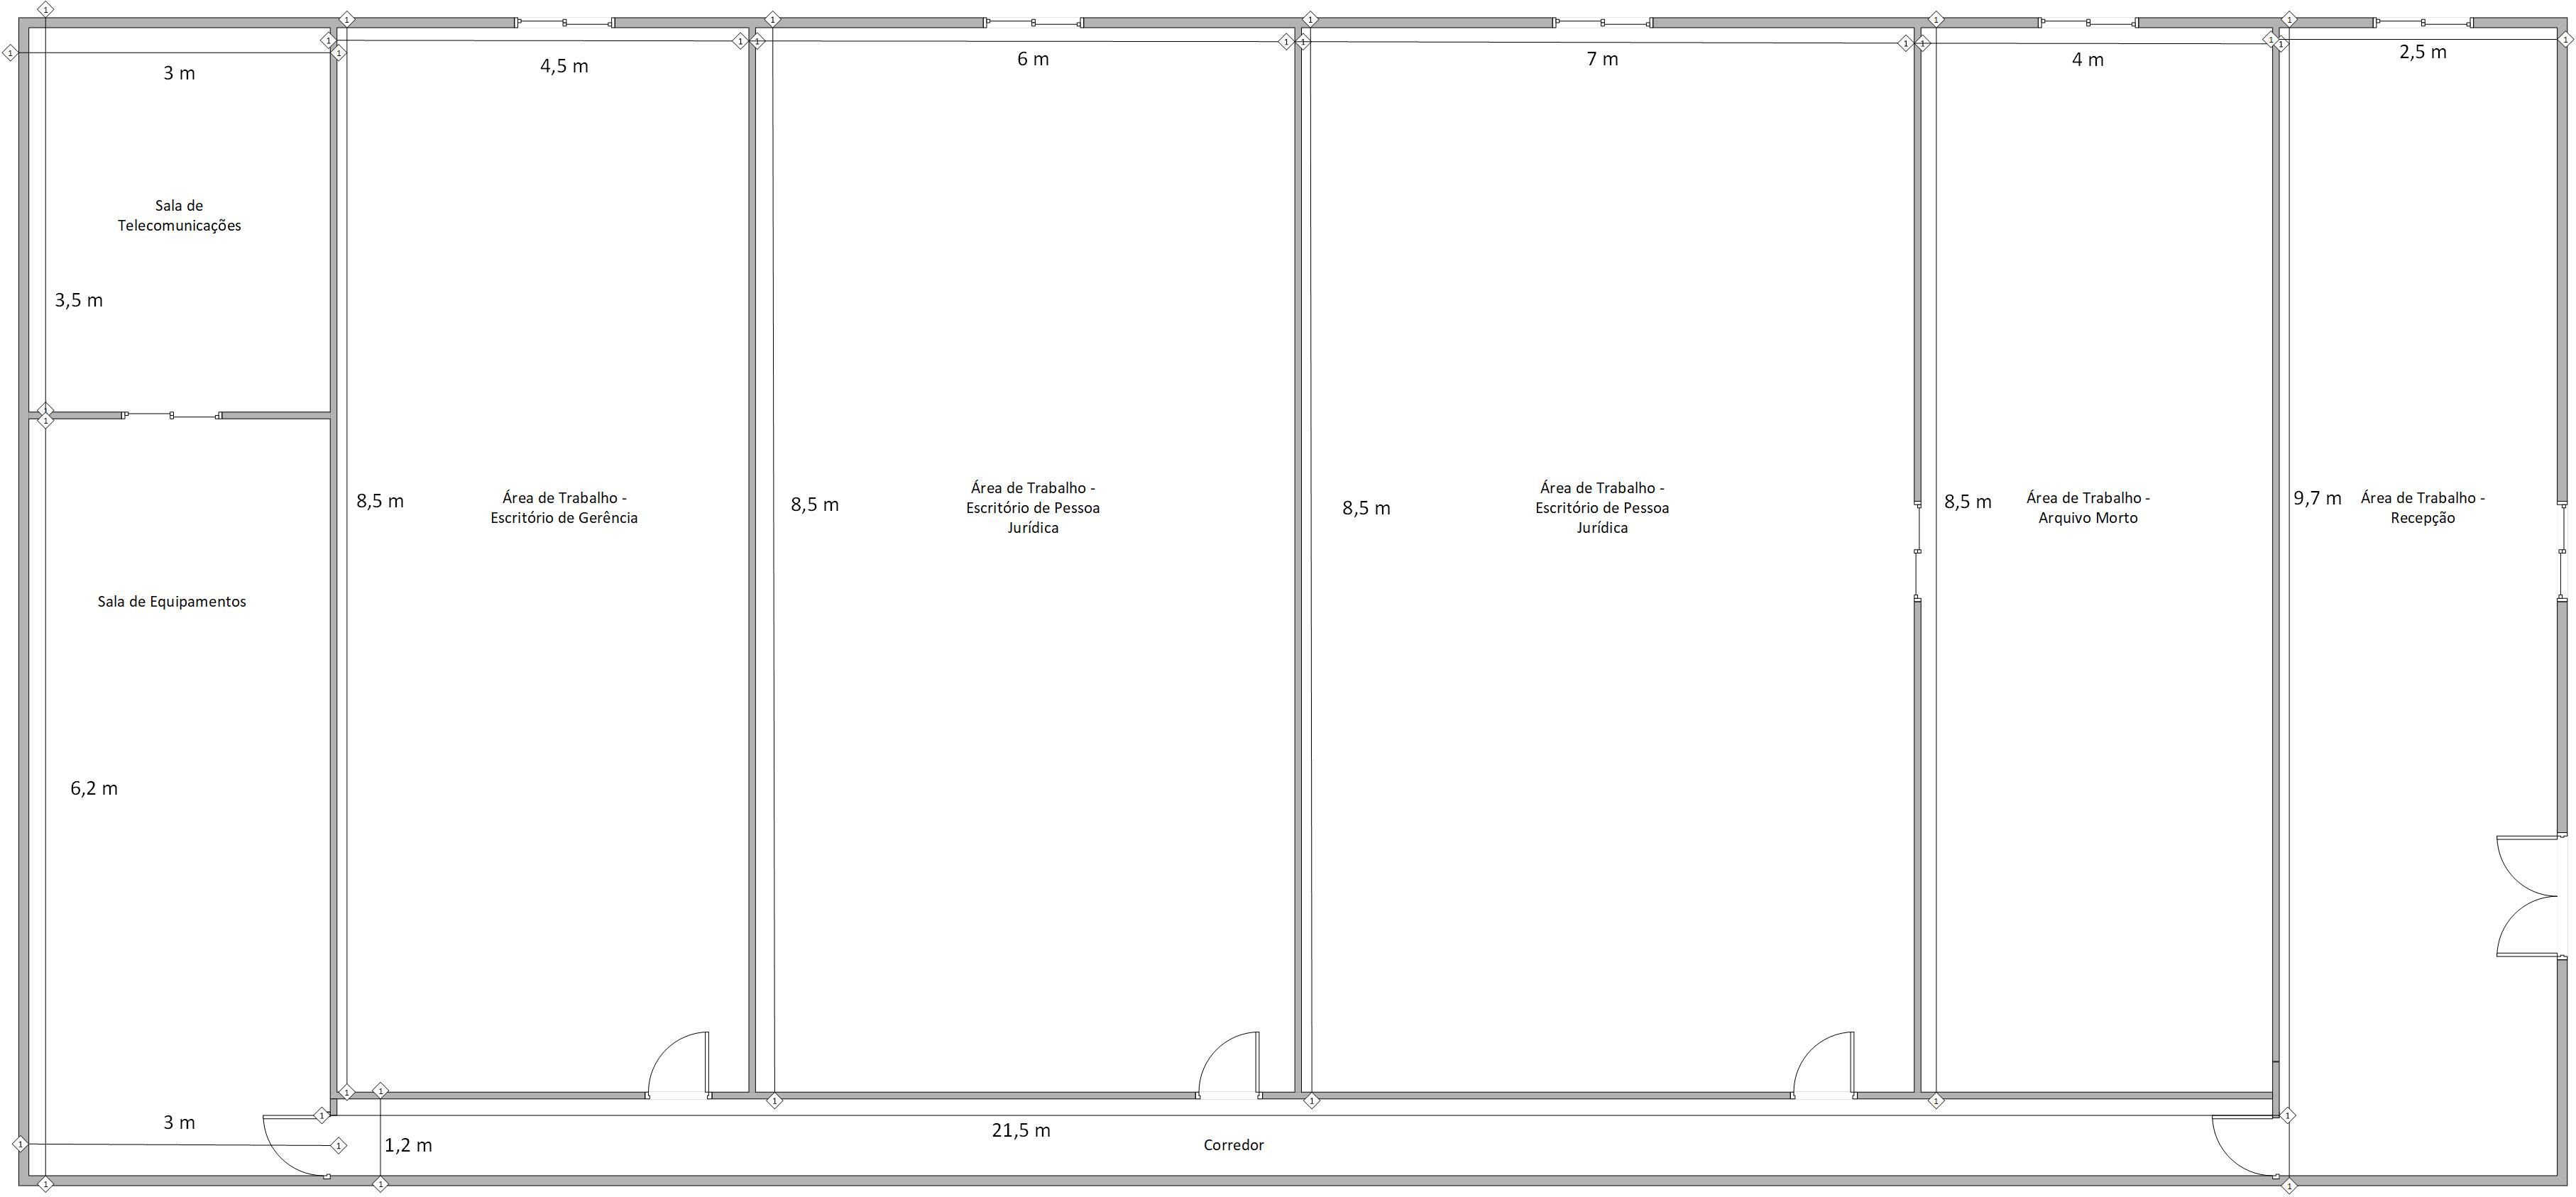 3 m
4,5 m
6 m
7 m
4 m
2,5 m
Sala de
Telecomunicações
3,5 m
8,5 m
Área de Trabalho -
Escritório de Gerência
8,5 m
Área de Trabalho -
Escritório de Pessoa
Jurídica
8,5 m
Área de Trabalho -
Escritório de Pessoa
Jurídica
8,5 m
Área de Trabalho -
Arquivo Morto
9,7 m
Área de Trabalho -
Recepção
Sala de Equipamentos
6,2 m
3 m
1,2 m
21,5 m
Corredor